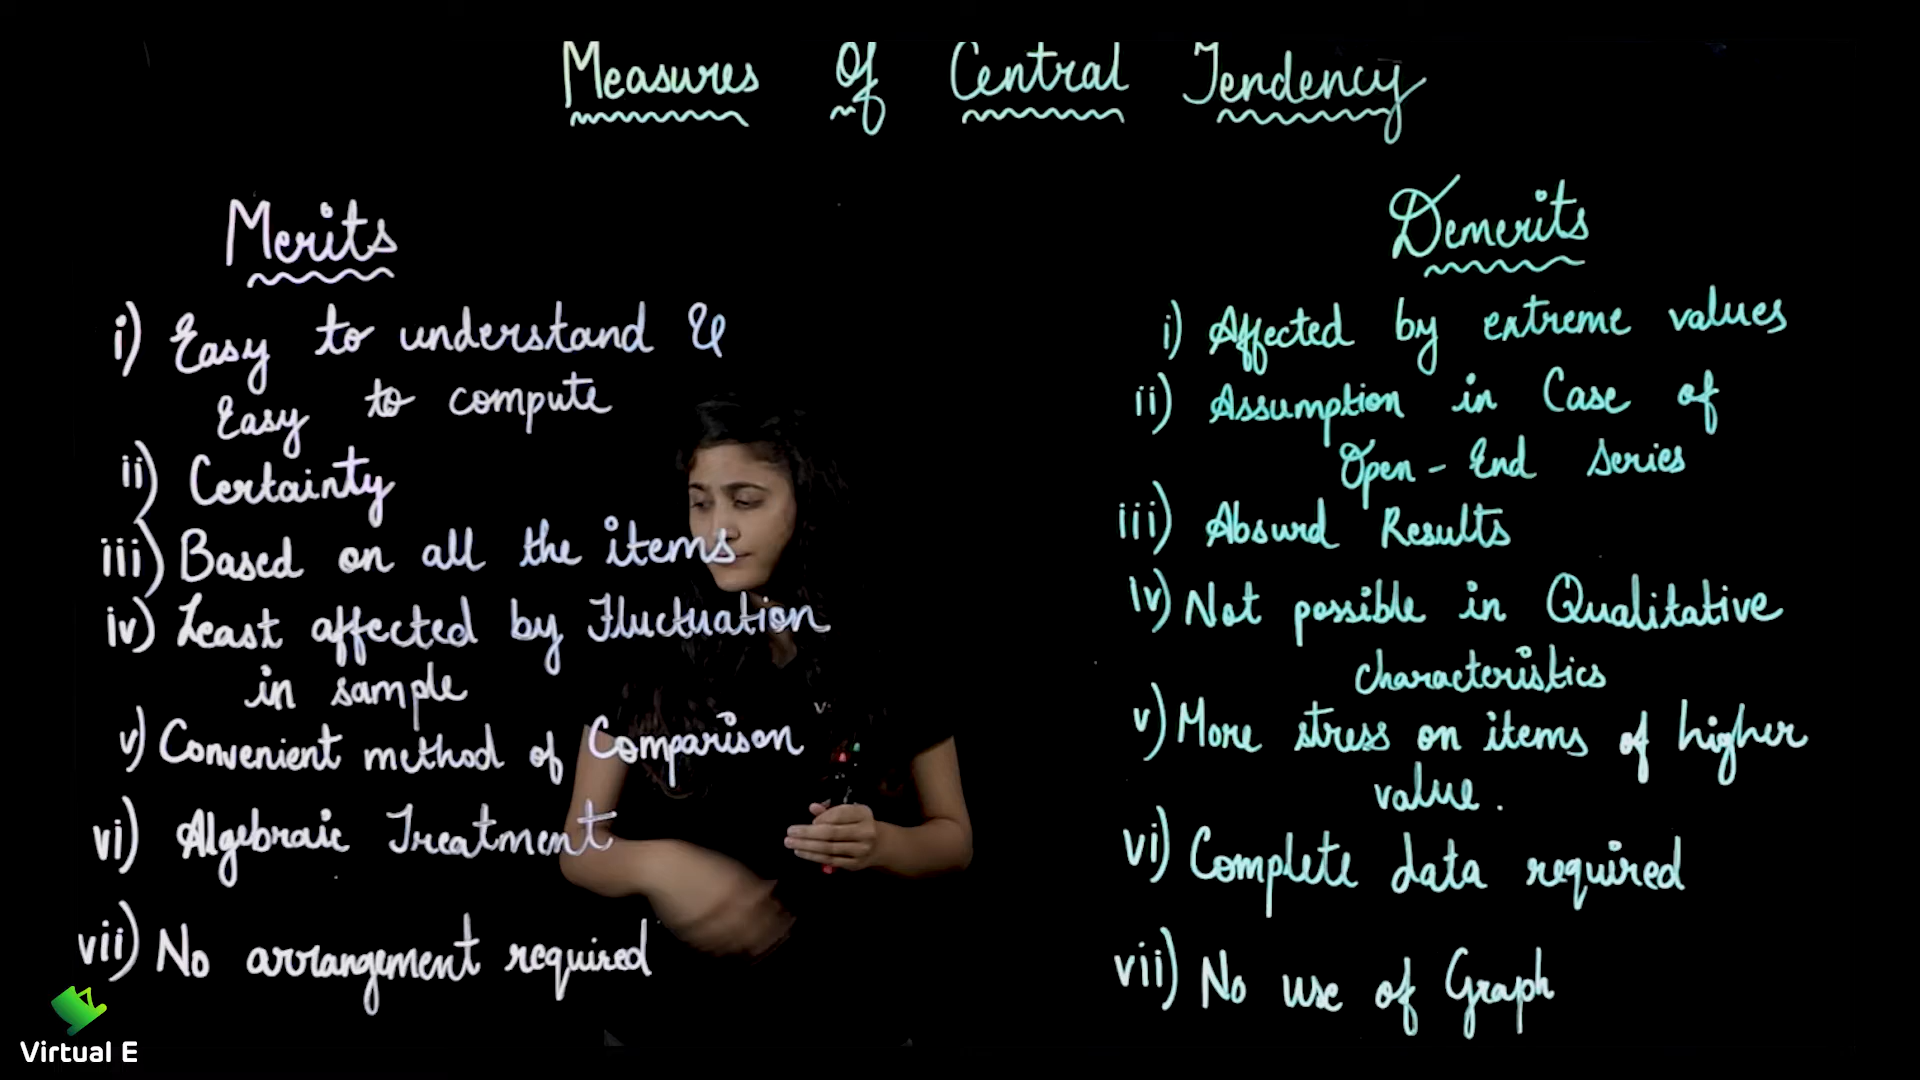 Measures Of Central Tendency
Merits
i) Easy to understand &
Easy to compute
ii) Certainty
iii) Based on all the items
iv) Least affected by Fluctuation
in sample
v) Convenient method of Comparison
vi) Algebraic Treatment
vii) No arrangement required
Demerits
i) Affected by extreme values
ii) Assumption in Case of
Open-End Series
iii) Absurd Results
iv) Not possible in Qualitative
characteristics
v) More stress on items of higher
value.
vi) Complete data required
vii) No use of Graph
Virtual E